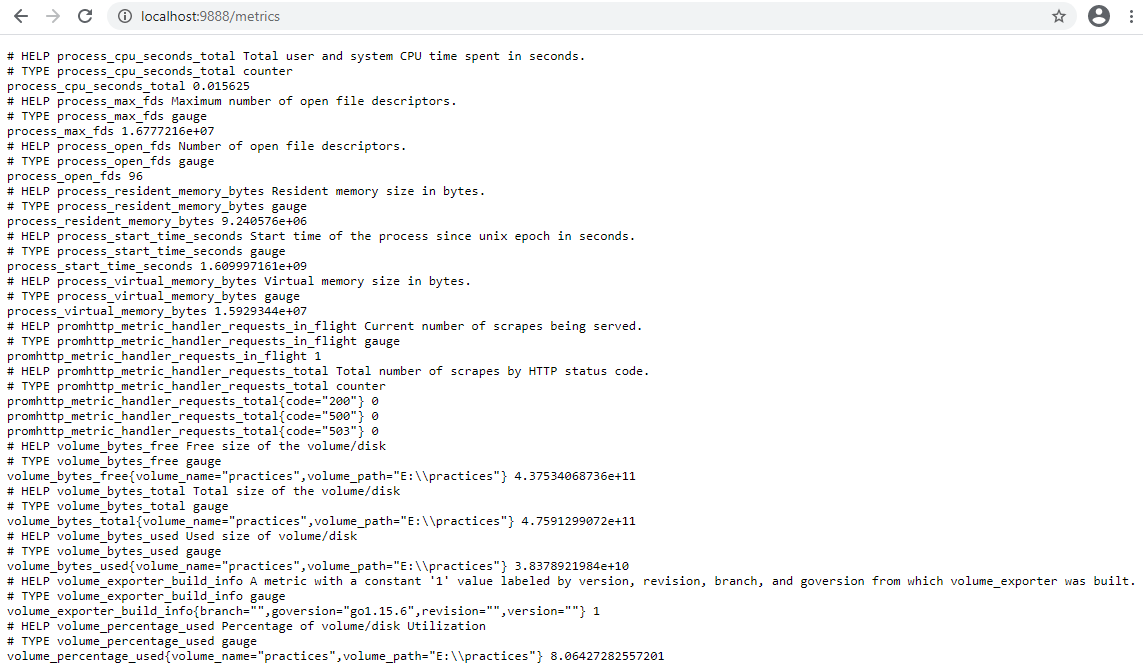 localhost:9888/metrics
# HELP process_cpu_seconds_total Total user and system CPU time spent in seconds.
# TYPE process_cpu_seconds_total counter
process_cpu_seconds_total 0.015625
# HELP process_max_fds Maximum number of open file descriptors.
# TYPE process_max_fds gauge
process_max_fds 1.6777216e+07
# HELP process_open_fds Number of open file descriptors.
# TYPE process_open_fds gauge
process_open_fds 96
# HELP process_resident_memory_bytes Resident memory size in bytes.
# TYPE process_resident_memory_bytes gauge
process_resident_memory_bytes 9.240576e+06
# HELP process_start_time_seconds Start time of the process since unix epoch in seconds.
# TYPE process_start_time_seconds gauge
process_start_time_seconds 1.609997161e+09
# HELP process_virtual_memory_bytes Virtual memory size in bytes.
# TYPE process_virtual_memory_bytes gauge
process_virtual_memory_bytes 1.5929344e+07
# HELP promhttp_metric_handler_requests_in_flight Current number of scrapes being served.
# TYPE promhttp_metric_handler_requests_in_flight gauge
promhttp_metric_handler_requests_in_flight 1
# HELP promhttp_metric_handler_requests_total Total number of scrapes by HTTP status code.
# TYPE promhttp_metric_handler_requests_total counter
promhttp_metric_handler_requests_total{code="200"} 0
promhttp_metric_handler_requests_total{code="500"} 0
promhttp_metric_handler_requests_total{code="503"} 0
# HELP volume_bytes_free Free size of the volume/disk
# TYPE volume_bytes_free gauge
volume_bytes_free{volume_name="practices",volume_path="E:\\practices"} 4.37534068736e+11
# HELP volume_bytes_total Total size of the volume/disk
# TYPE volume_bytes_total gauge
volume_bytes_total{volume_name="practices",volume_path="E:\\practices"} 4.7591299072e+11
# HELP volume_bytes_used Used size of volume/disk
# TYPE volume_bytes_used gauge
volume_bytes_used{volume_name="practices",volume_path="E:\\practices"} 3.8378921984e+10
# HELP volume_exporter_build_info A metric with a constant '1' value labeled by version, revision, branch, and goversion from which volume_exporter was built.
# TYPE volume_exporter_build_info gauge
volume_exporter_build_info{branch="",goversion="go1.15.6",revision="",version=""} 1
# HELP volume_percentage_used Percentage of volume/disk Utilization
# TYPE volume_percentage_used gauge
volume_percentage_used{volume_name="practices",volume_path="E:\\practices"} 8.06427282557201